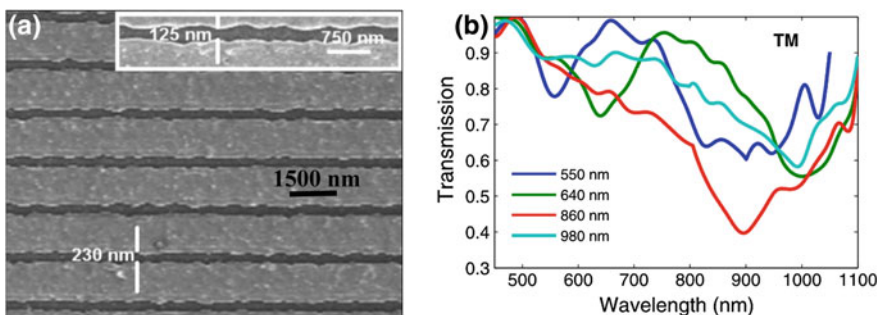 (a)
125 nm
750 nm
1500 nm
230 nm
(b)
TM
Transmission
0.9
0.8
0.7
0.6
0.5
0.4
0.3
550 nm
640 nm
860 nm
980 nm
500 600 700 800 900 1000 1100
Wavelength (nm)